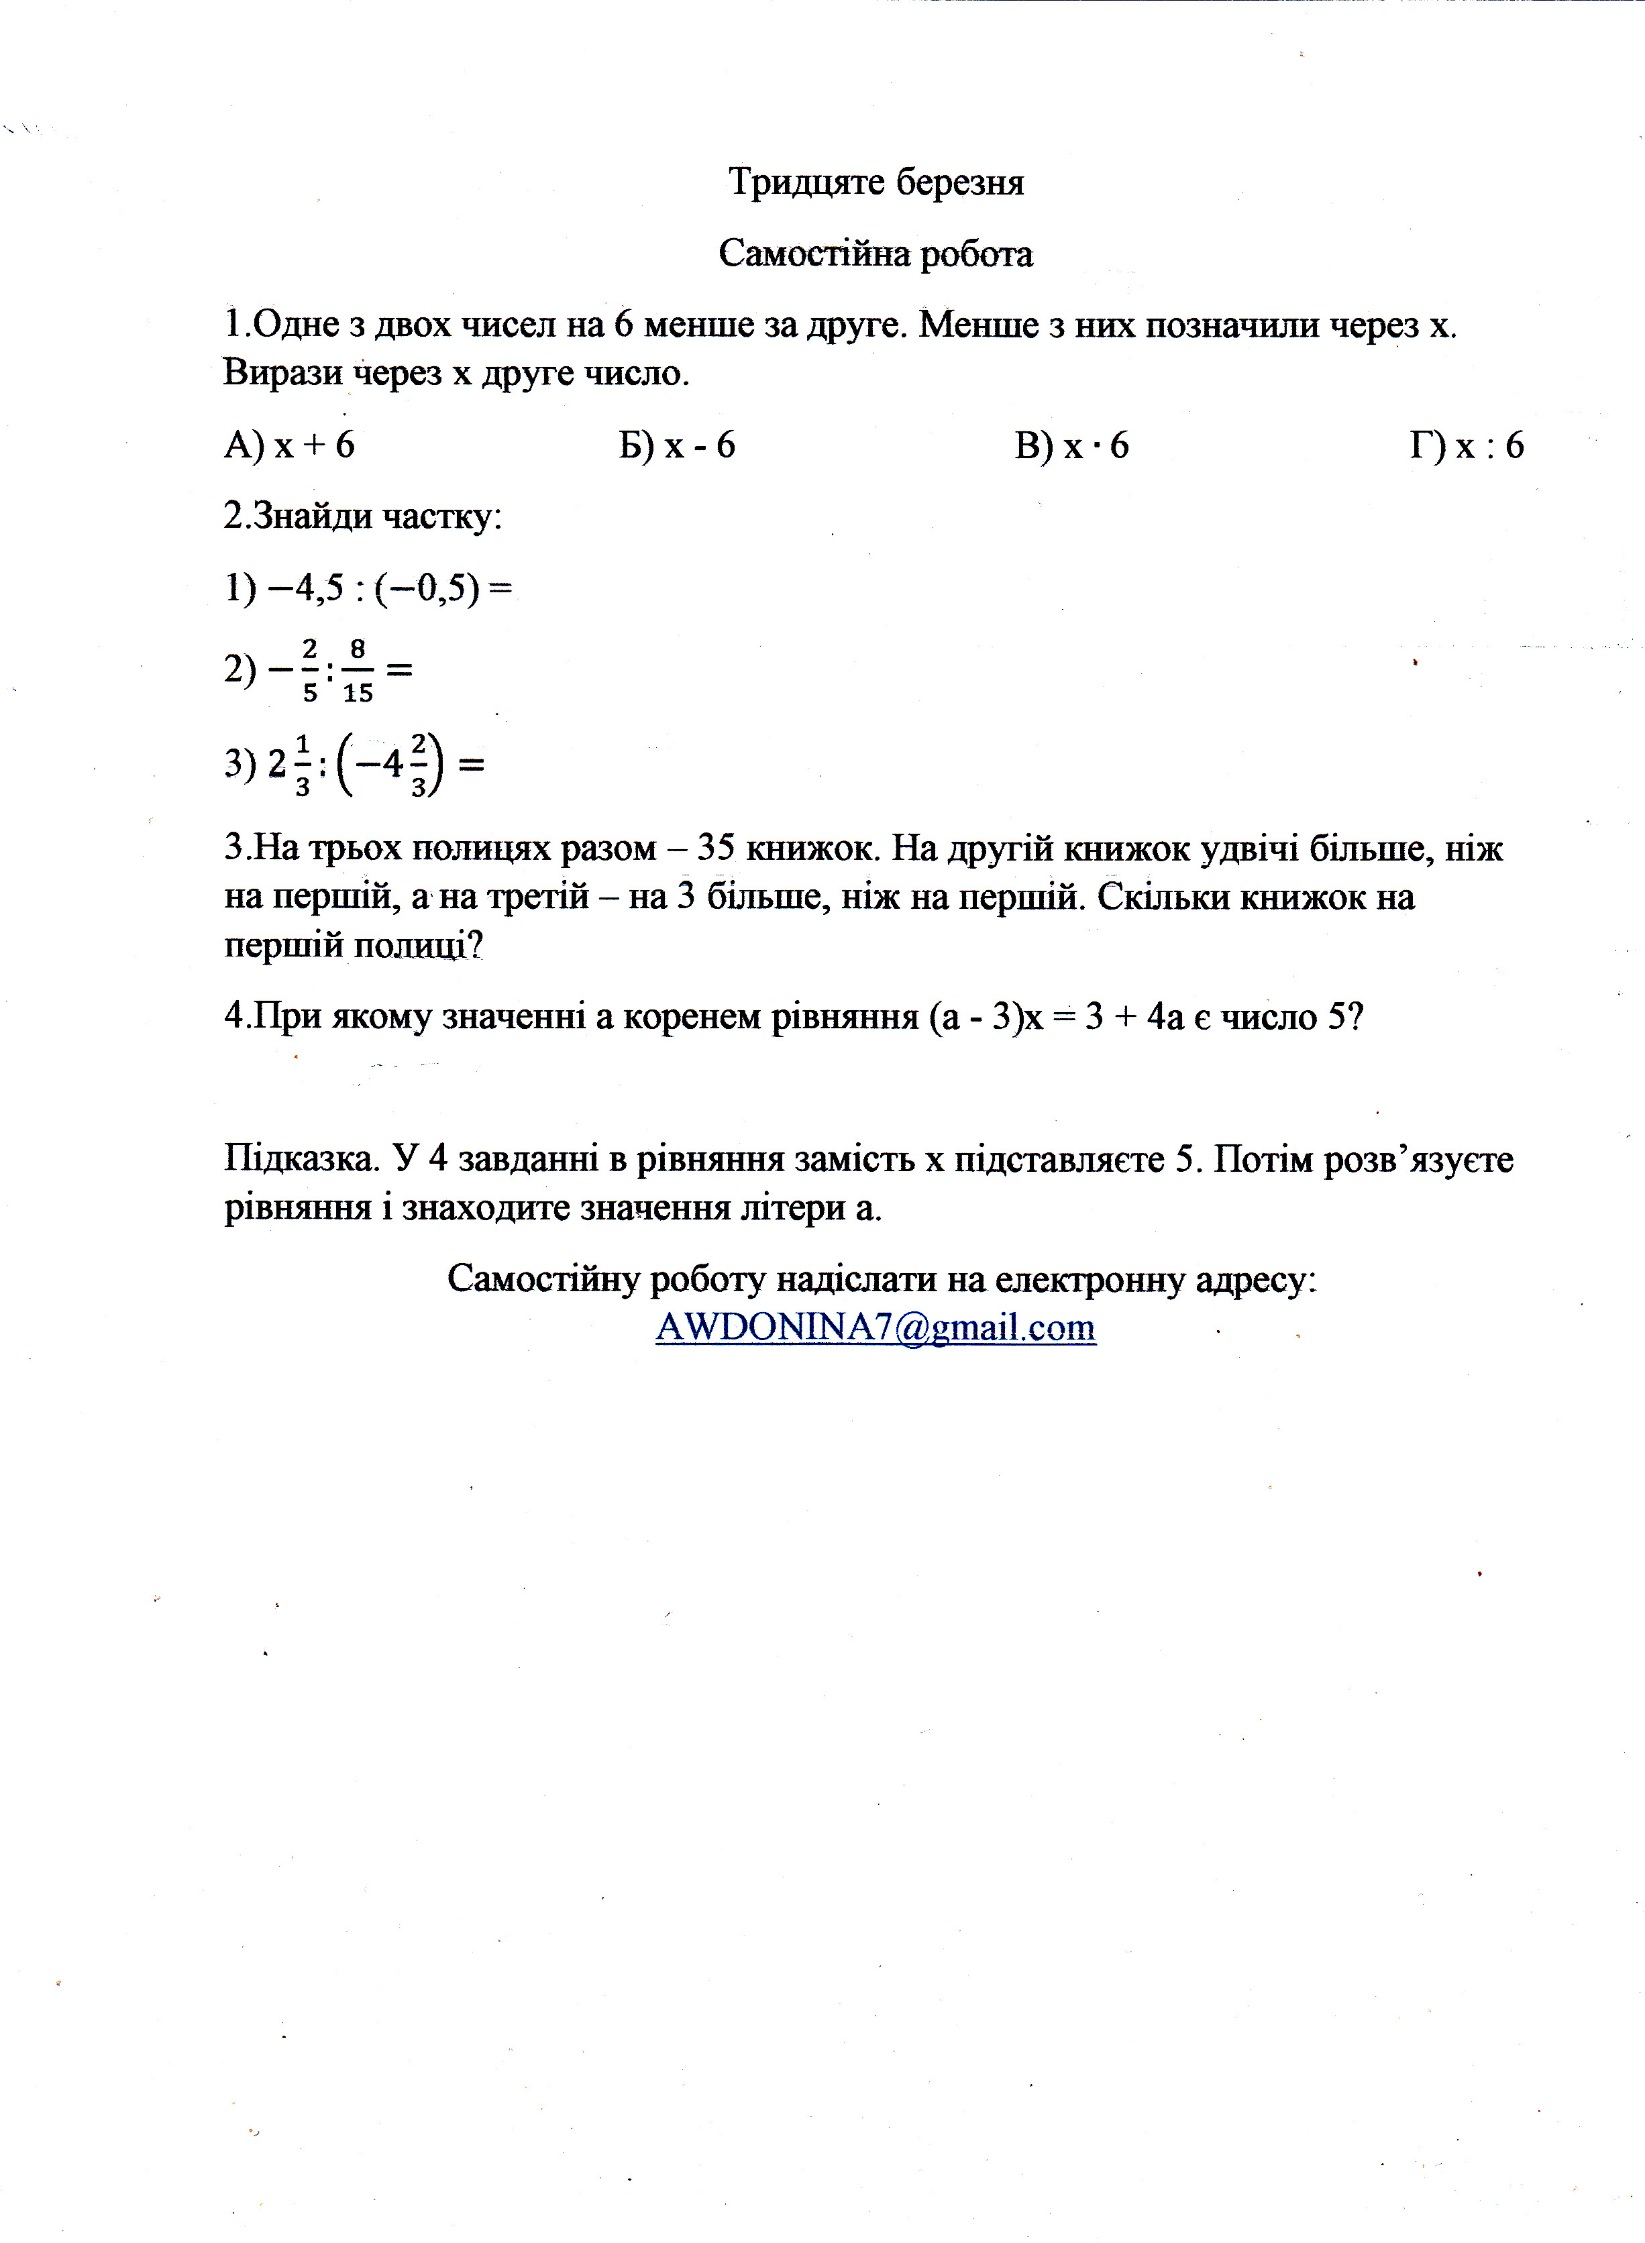 Тридцяте березня
Самостійна робота
1.Одне з двох чисел на 6 менше за друге. Менше з них позначили через х.
Вирази через х друге число.
А) х + 6 Б) х - 6 В) х · 6 Г) х : 6
2.Знайди частку:
1) −4,5 : (−0,5) =
2) −2/5 : 8/15 =
3) 2 1/3 : (−4 2/3) =
3.На трьох полицях разом – 35 книжок. На другій книжок удвічі більше, ніж
на першій, а на третій – на 3 більше, ніж на першій. Скільки книжок на
першій полиці?
4.При якому значенні а коренем рівняння (а - 3)х = 3 + 4а є число 5?
Підказка. У 4 завданні в рівняння замість х підставляєте 5. Потім розв’язуєте
рівняння і знаходите значення літери а.
Самостійну роботу надіслати на електронну адресу:
AWDONINA7@gmail.com